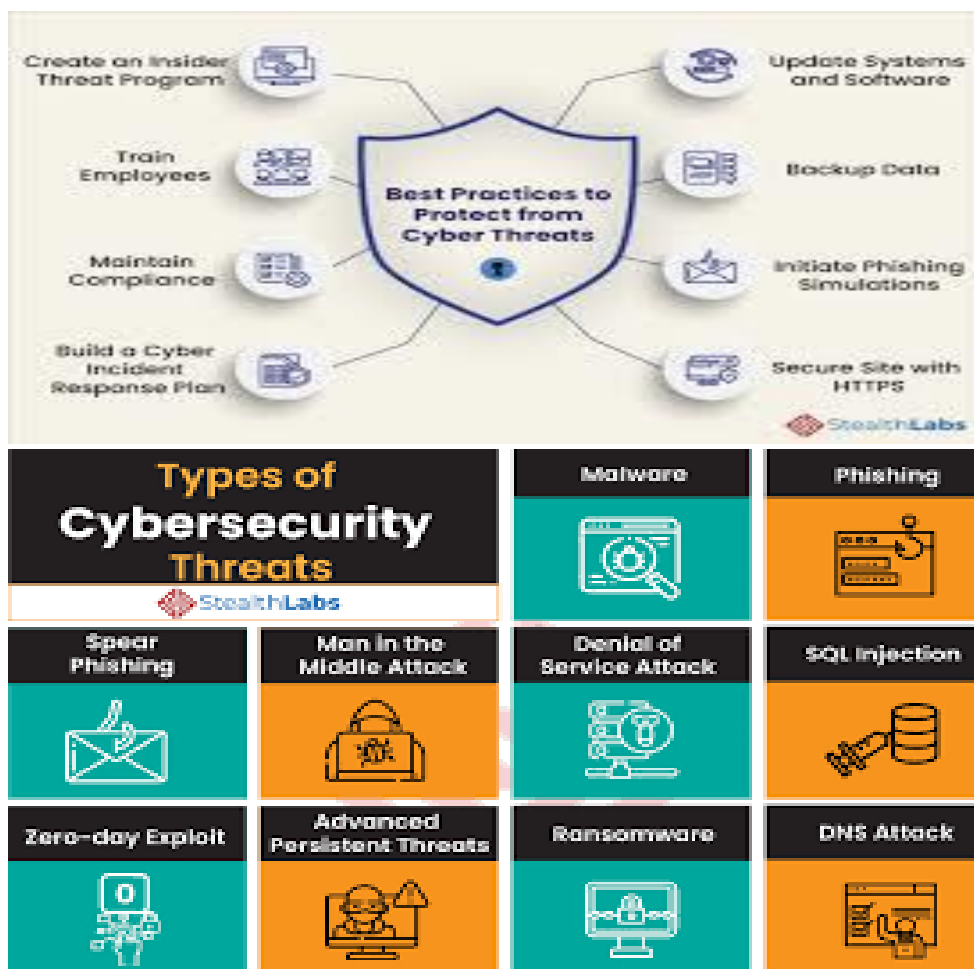 Create an Insider
Threat Program
Train
Employees
Maintain
Compliance
Build a Cyber
Incident
Response Plan
Best Practices to
Protect from
Cyber Threats
Update Systems
and Software
Backup Data
Initiate Phishing
Simulations
Secure Site with
HTTPS
StealthLabs
Types of
Cybersecurity
Threats
StealthLabs
Malware
Phishing
Spear
Phishing
Man in the
Middle Attack
Denial of
Service Attack
SQL Injection
Zero-day Exploit
0
Advanced
Persistent Threats
Ransomware
DNS Attack